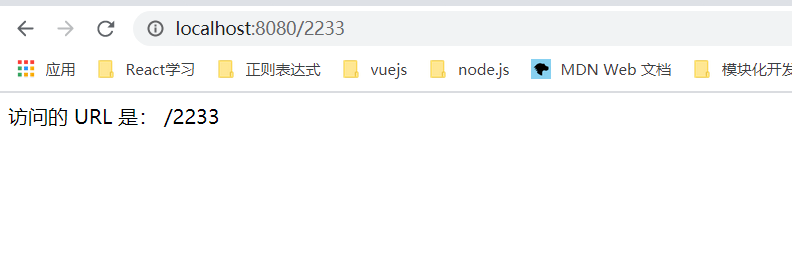 localhost:8080/2233
应用 React学习 正则表达式 vuejs node.js MDN Web 文档 模块化开发
访问的 URL 是： /2233